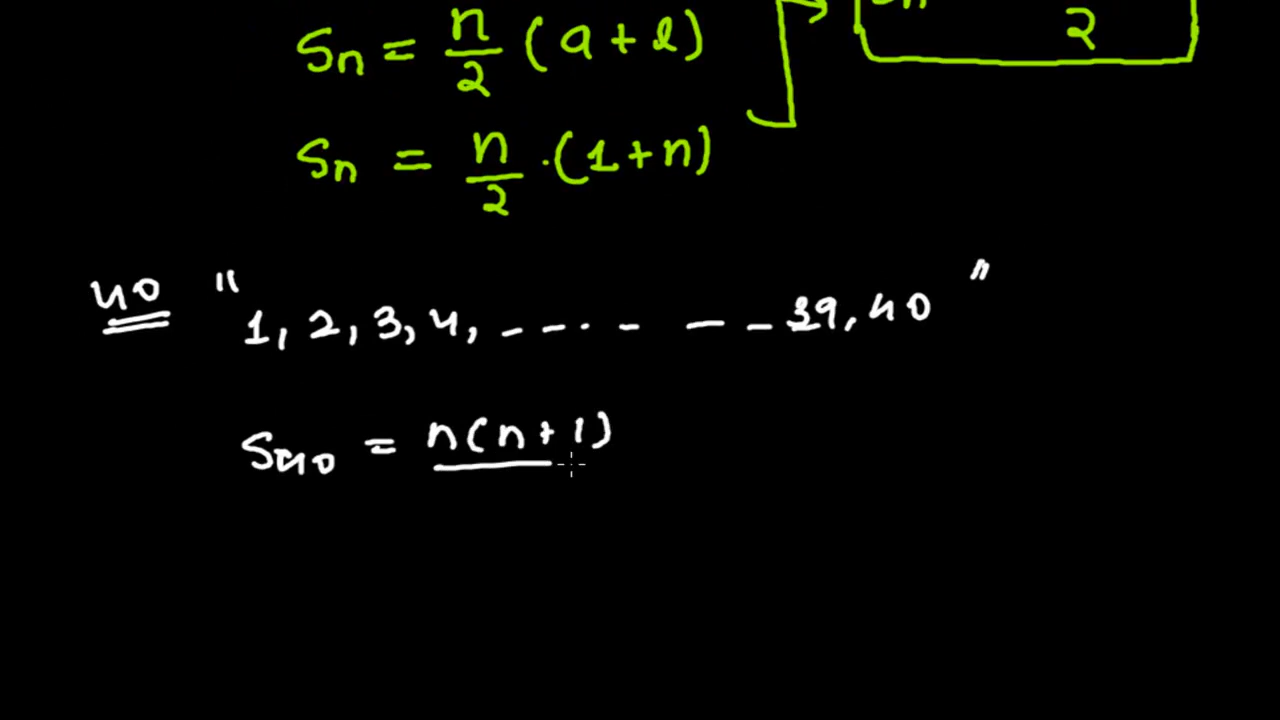 Sn = n/2 (a + l)
n
2
Sn = n/2 . (1 + n)
40 " 1, 2, 3, 4, - - - - - - 39, 40 "
S40 = n(n + 1)